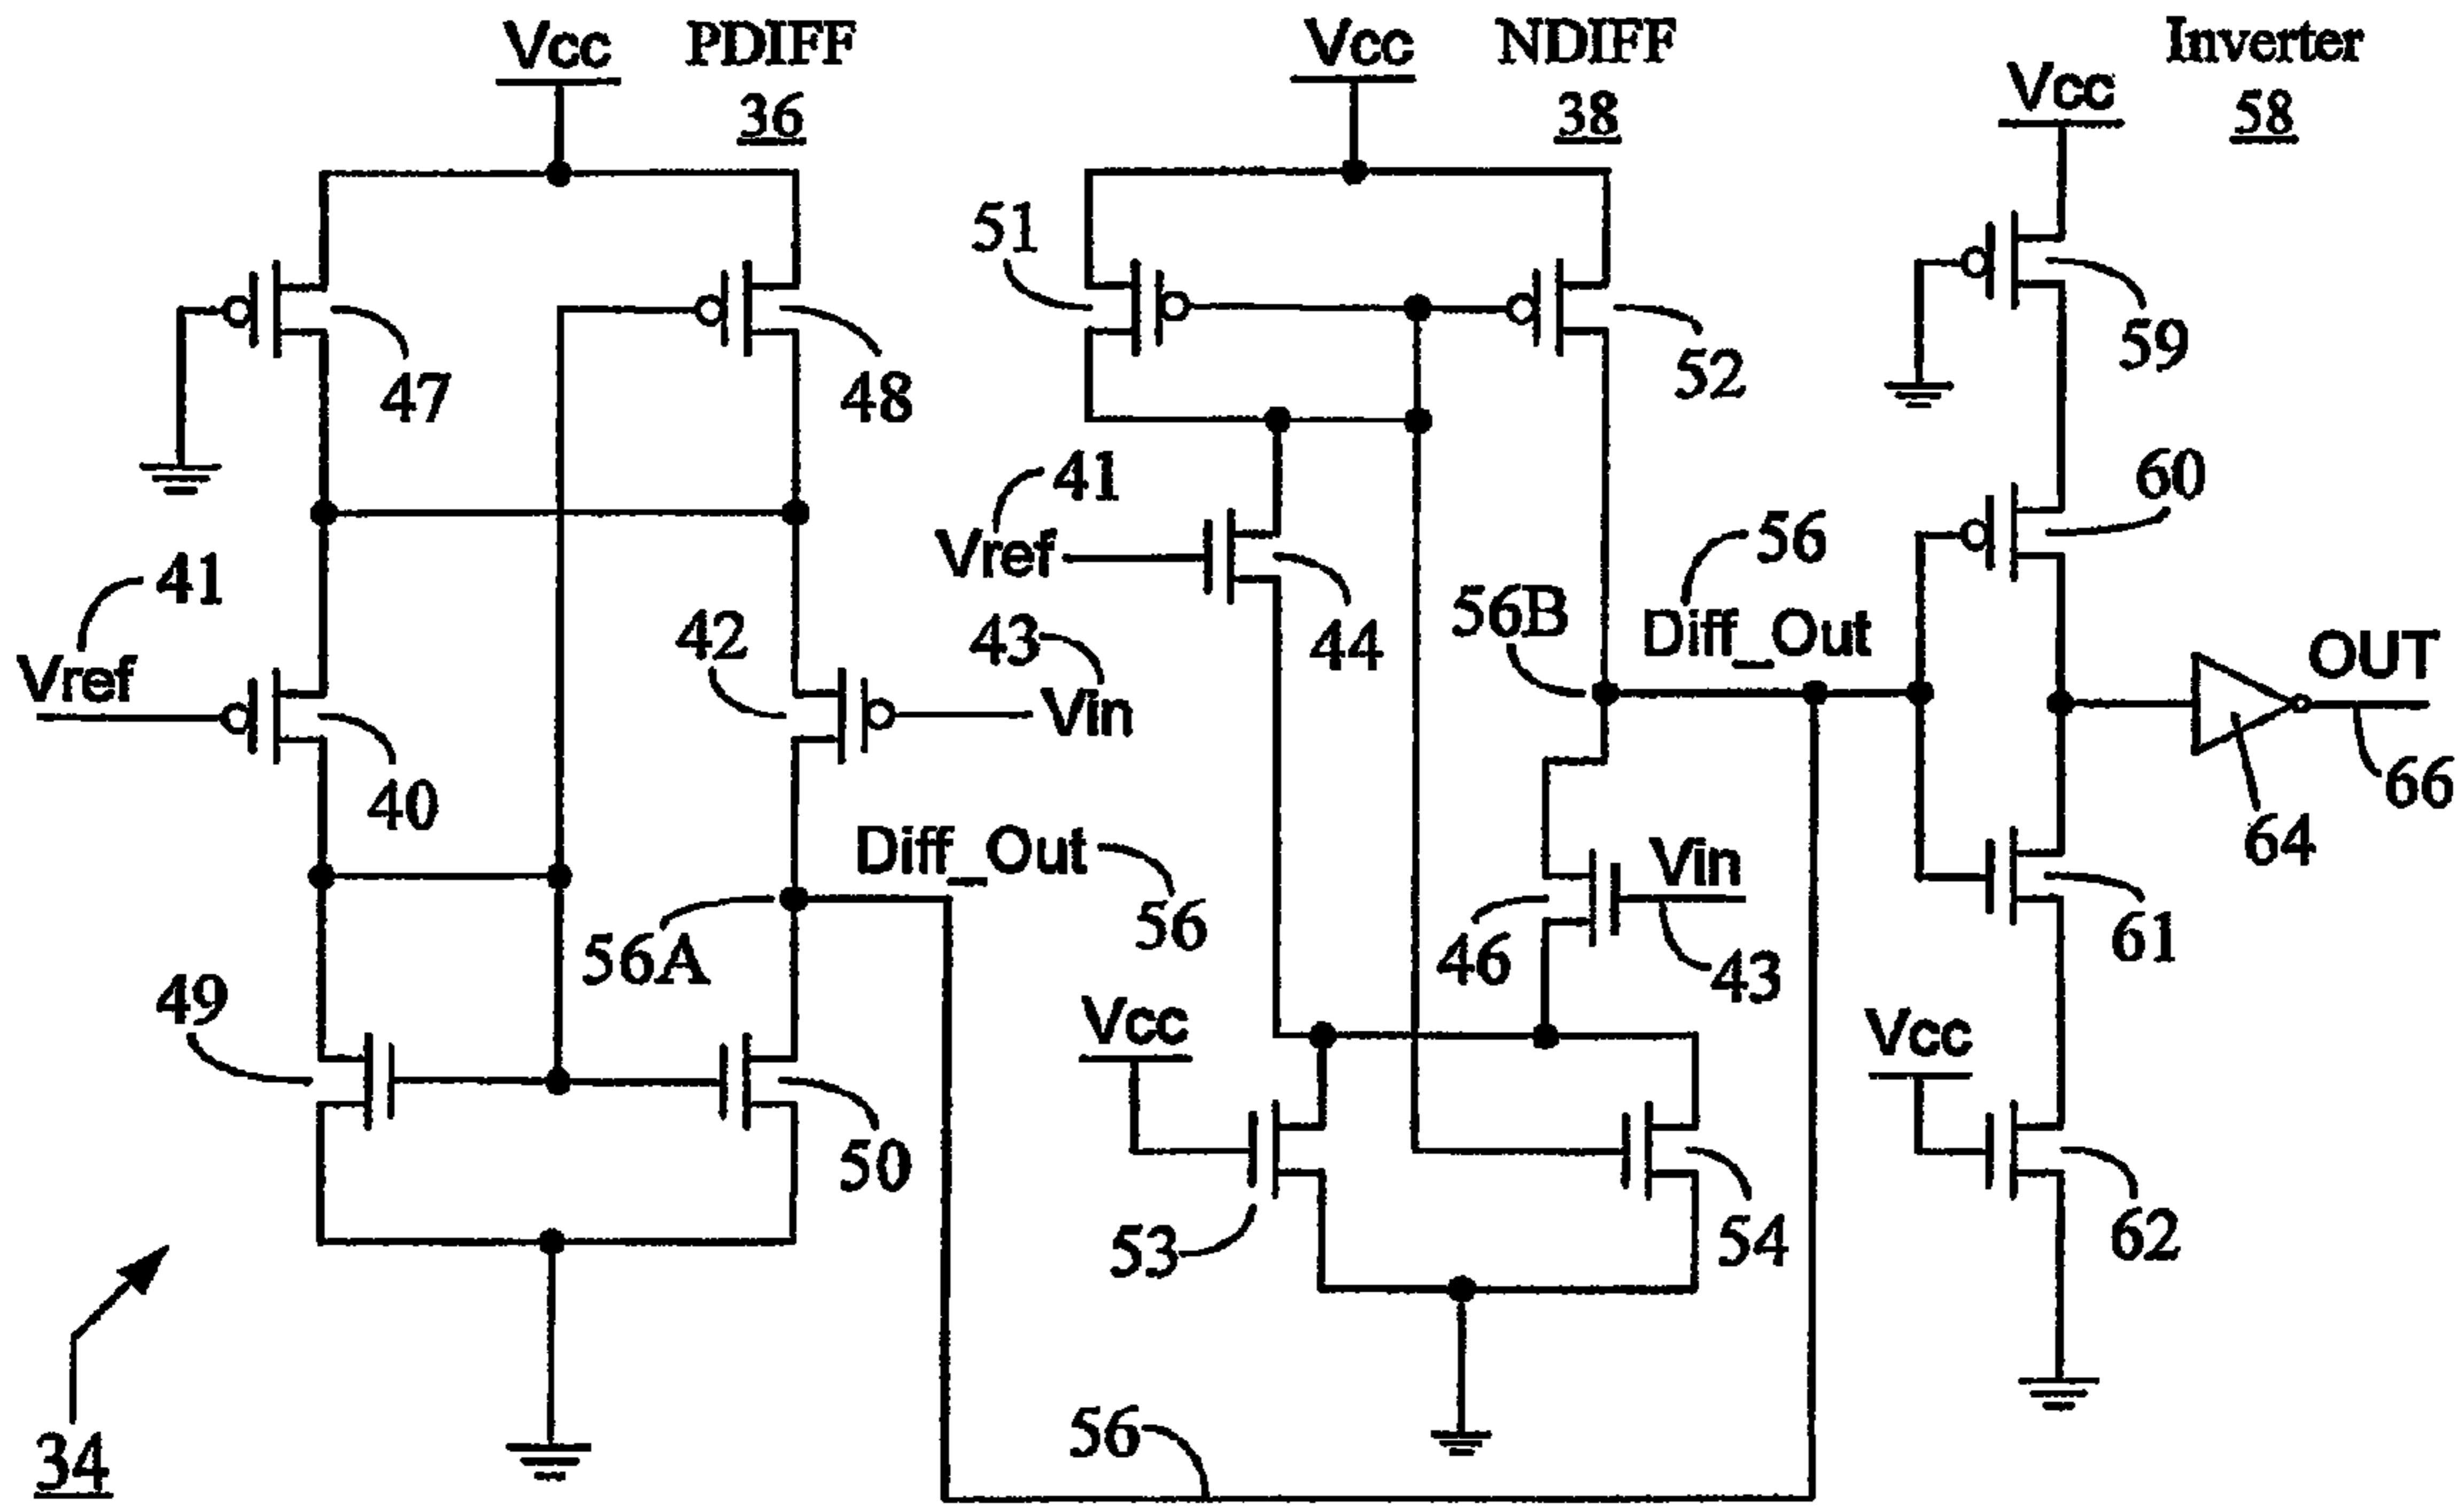 Vcc
PDIFF
36
Vcc
NDIFF
38
Inverter
58
Vcc
47
48
51
52
59
41
Vref
40
42
43
Vin
41
Vref
44
56
56B
Diff_Out
60
OUT
66
64
Diff_Out
56
56A
49
50
Vin
46
43
61
Vcc
53
54
Vcc
62
56
34